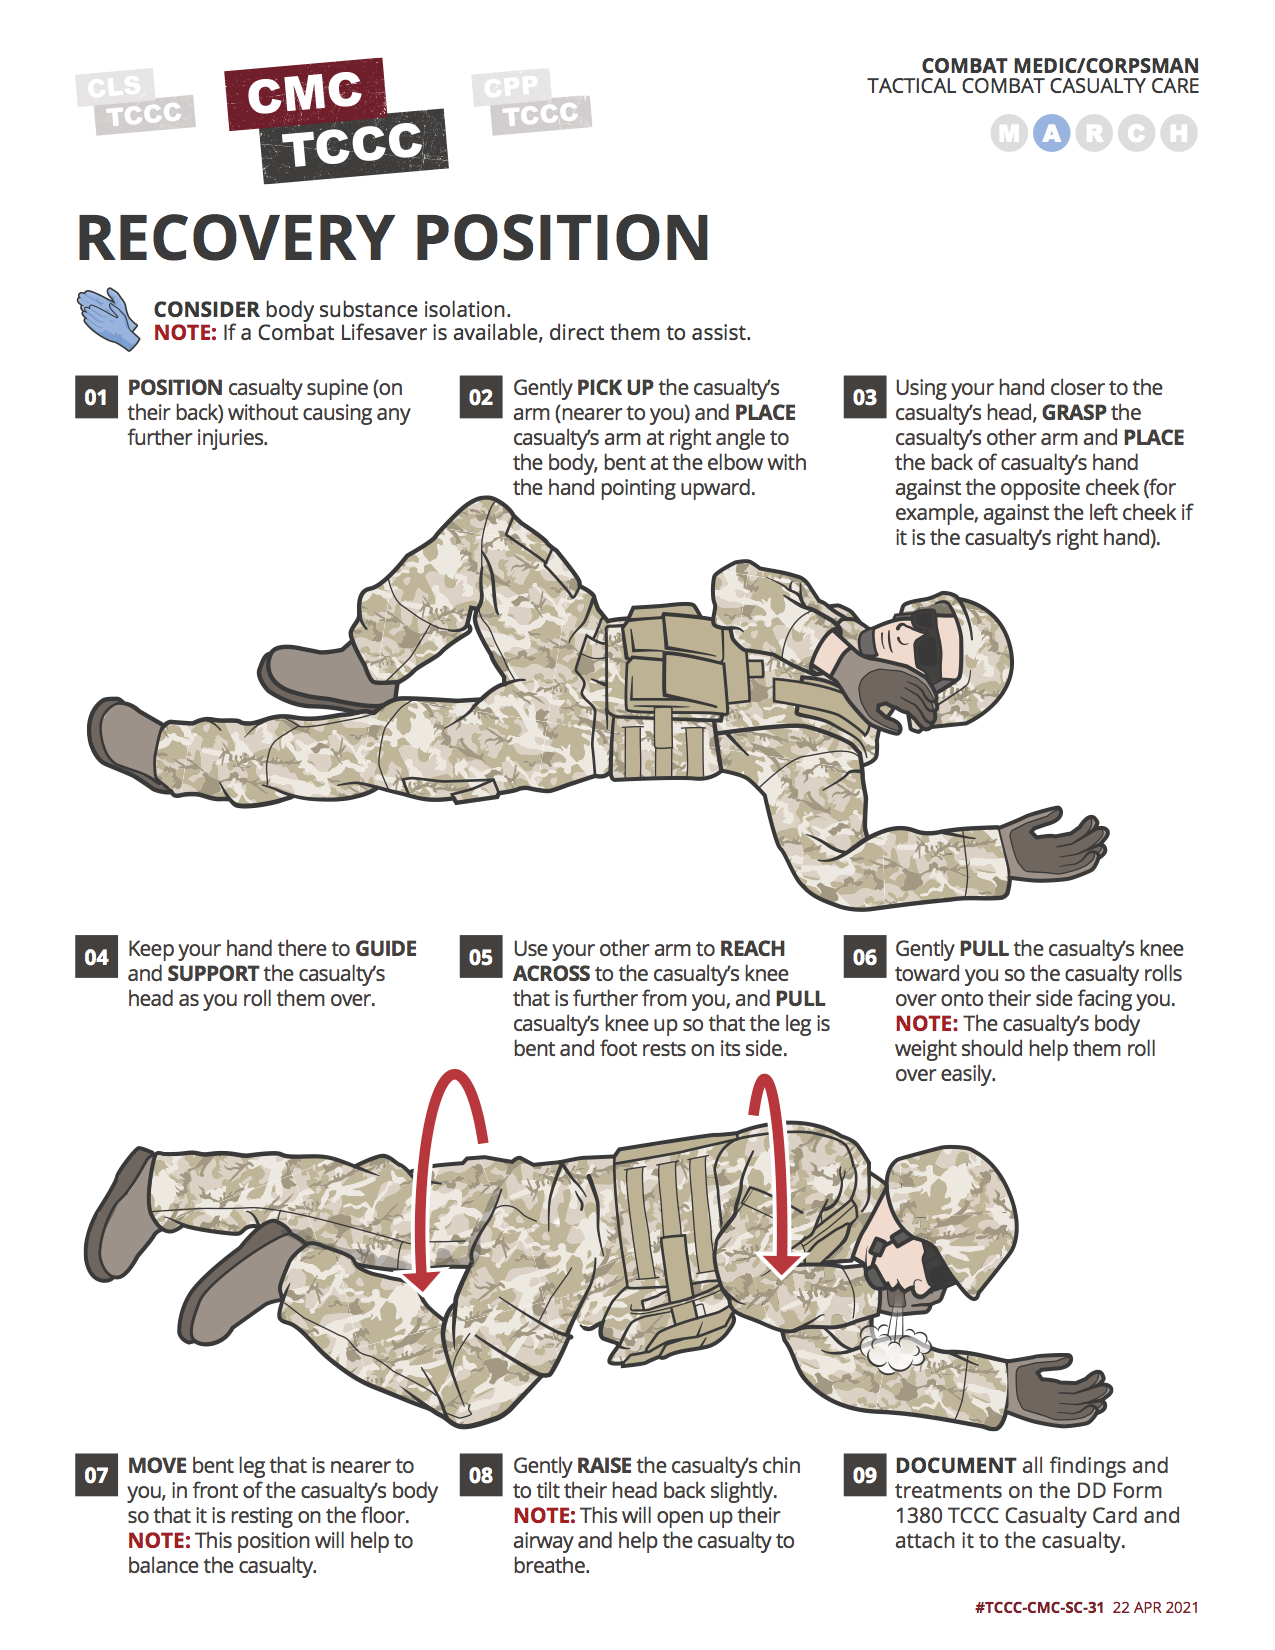 CLS
TCCC
CMC
TCCC
CPP
TCCC
COMBAT MEDIC/CORPSMAN
TACTICAL COMBAT CASUALTY CARE
M A R C H
RECOVERY POSITION
CONSIDER body substance isolation.
NOTE: If a Combat Lifesaver is available, direct them to assist.
01
POSITION casualty supine (on
their back) without causing any
further injuries.
02
Gently PICK UP the casualty's
arm (nearer to you) and PLACE
casualty's arm at right angle to
the body, bent at the elbow with
the hand pointing upward.
03
Using your hand closer to the
casualty's head, GRASP the
casualty's other arm and PLACE
the back of casualty's hand
against the opposite cheek (for
example, against the left cheek if
it is the casualty's right hand).
04
Keep your hand there to GUIDE
and SUPPORT the casualty's
head as you roll them over.
05
Use your other arm to REACH
ACROSS to the casualty's knee
that is further from you, and PULL
casualty's knee up so that the leg is
bent and foot rests on its side.
06
Gently PULL the casualty's knee
toward you so the casualty rolls
over onto their side facing you.
NOTE: The casualty's body
weight should help them roll
over easily.
07
MOVE bent leg that is nearer to
you, in front of the casualty's body
so that it is resting on the floor.
NOTE: This position will help to
balance the casualty.
08
Gently RAISE the casualty's chin
to tilt their head back slightly.
NOTE: This will open up their
airway and help the casualty to
breathe.
09
DOCUMENT all findings and
treatments on the DD Form
1380 TCCC Casualty Card and
attach it to the casualty.
#TCCC-CMC-SC-31 22 APR 2021